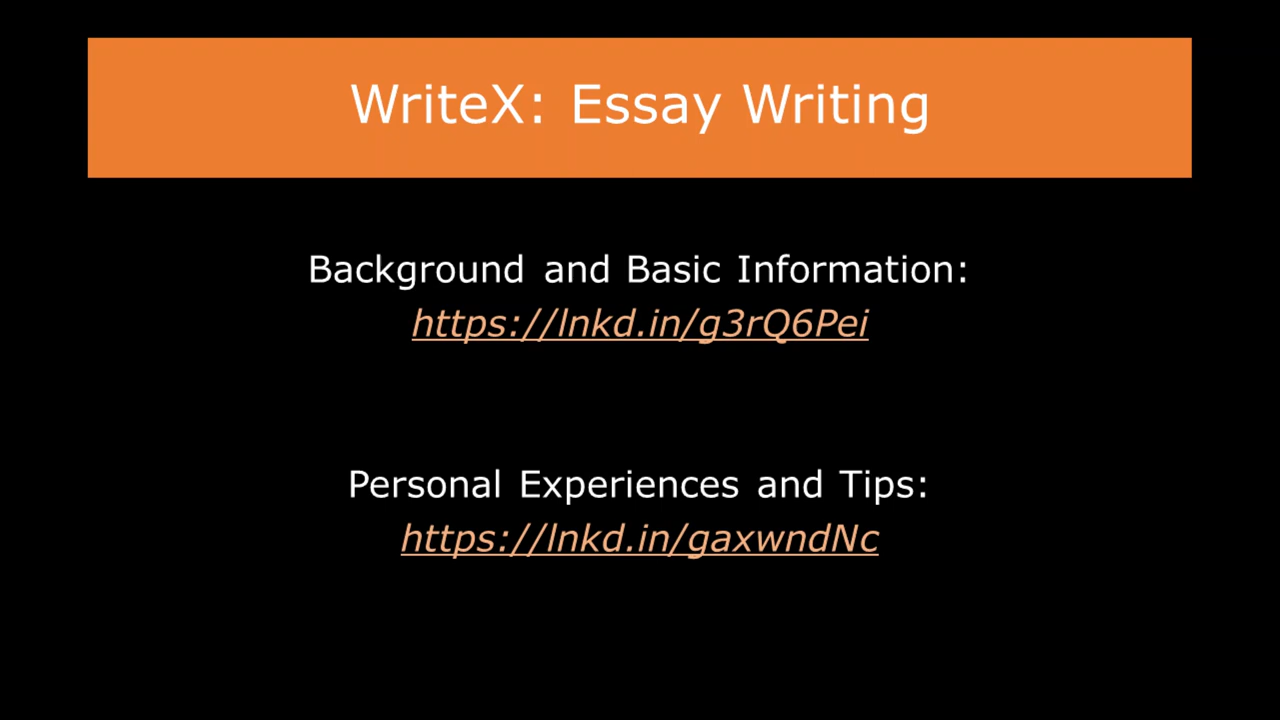 WriteX: Essay Writing
Background and Basic Information:
https://lnkd.in/g3rQ6Pei
Personal Experiences and Tips:
https://lnkd.in/gaxwndNc